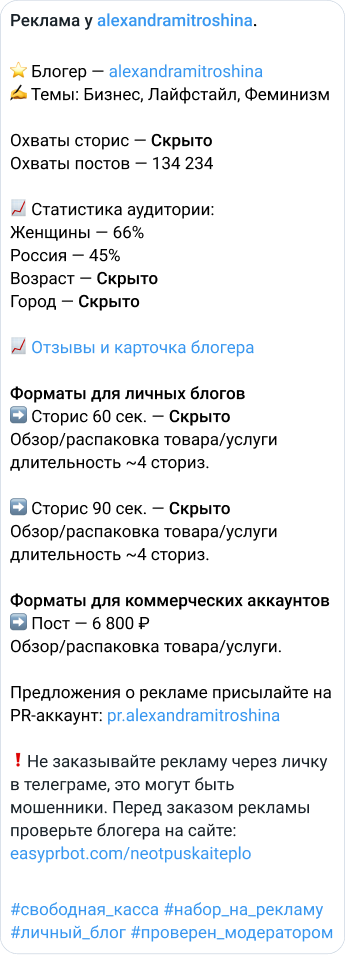 Реклама у alexandramitroshina.
⭐ Блогер — alexandramitroshina
✍️ Темы: Бизнес, Лайфстайл, Феминизм
Охваты сторис — Скрыто
Охваты постов — 134 234
📈 Статистика аудитории:
Женщины — 66%
Россия — 45%
Возраст — Скрыто
Город — Скрыто
📈 Отзывы и карточка блогера
Форматы для личных блогов
➡️ Сторис 60 сек. — Скрыто
Обзор/распаковка товара/услуги
длительность ~4 сториз.
➡️ Сторис 90 сек. — Скрыто
Обзор/распаковка товара/услуги
длительность ~4 сториз.
Форматы для коммерческих аккаунтов
➡️ Пост — 6 800 ₽
Обзор/распаковка товара/услуги.
Предложения о рекламе присылайте на
PR-аккаунт: pr.alexandramitroshina
❗ Не заказывайте рекламу через личку
в телеграме, это могут быть
мошенники. Перед заказом рекламы
проверьте блогера на сайте:
easyprbot.com/neotpuskaiteplo
#свободная_касса #набор_на_рекламу
#личный_блог #проверен_модератором